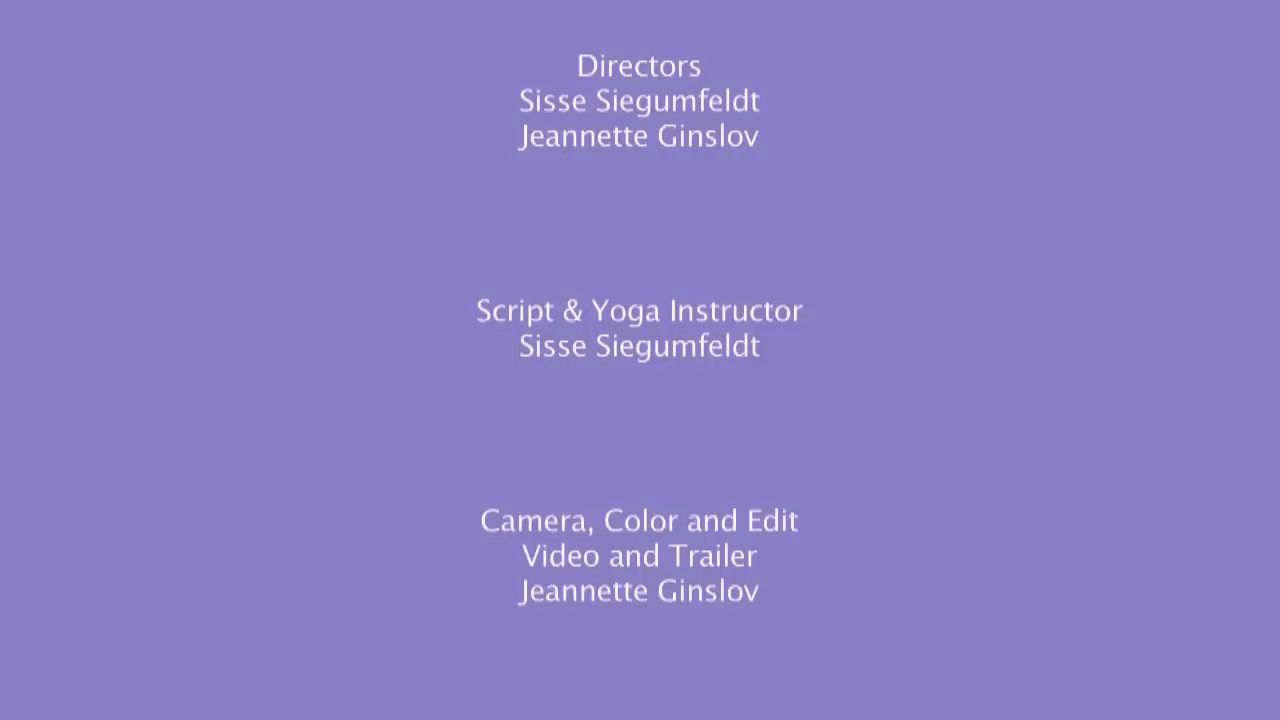 Directors
Sisse Siegumfeldt
Jeannette Ginslov
Script & Yoga Instructor
Sisse Siegumfeldt
Camera, Color and Edit
Video and Trailer
Jeannette Ginslov